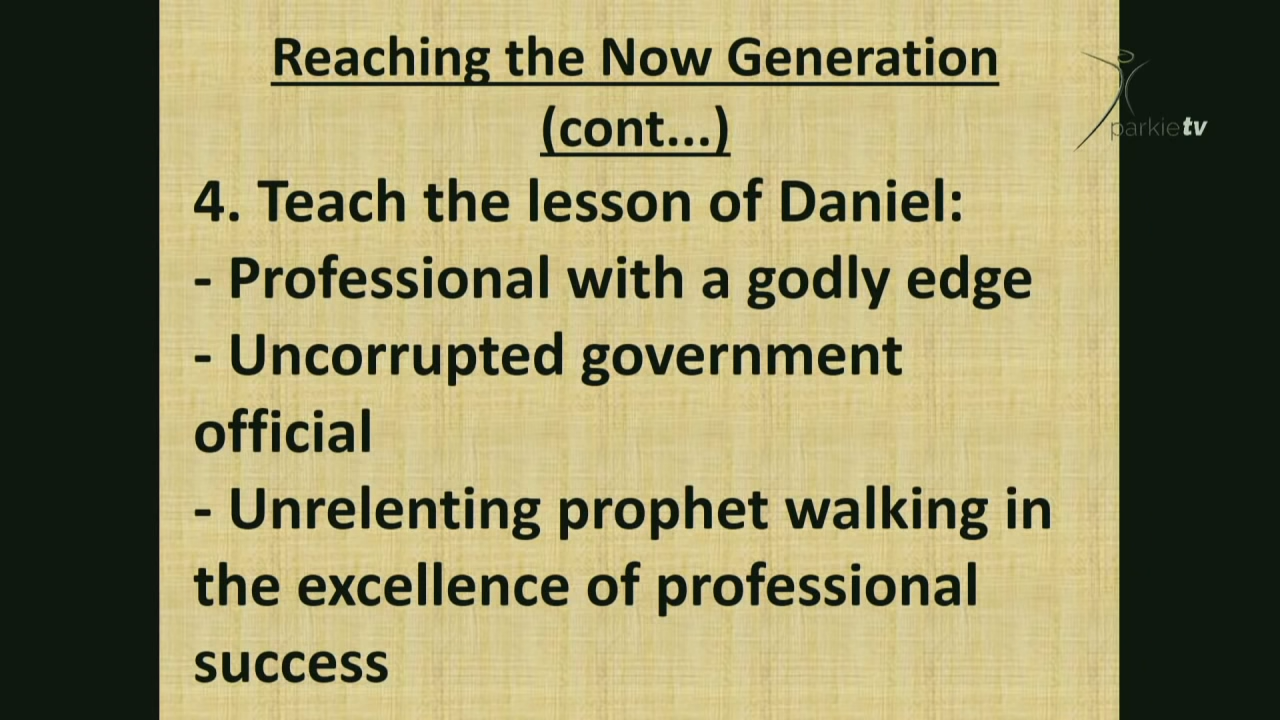 Reaching the Now Generation
(cont...)
4. Teach the lesson of Daniel:
- Professional with a godly edge
- Uncorrupted government
official
- Unrelenting prophet walking in
the excellence of professional
success
parkietv